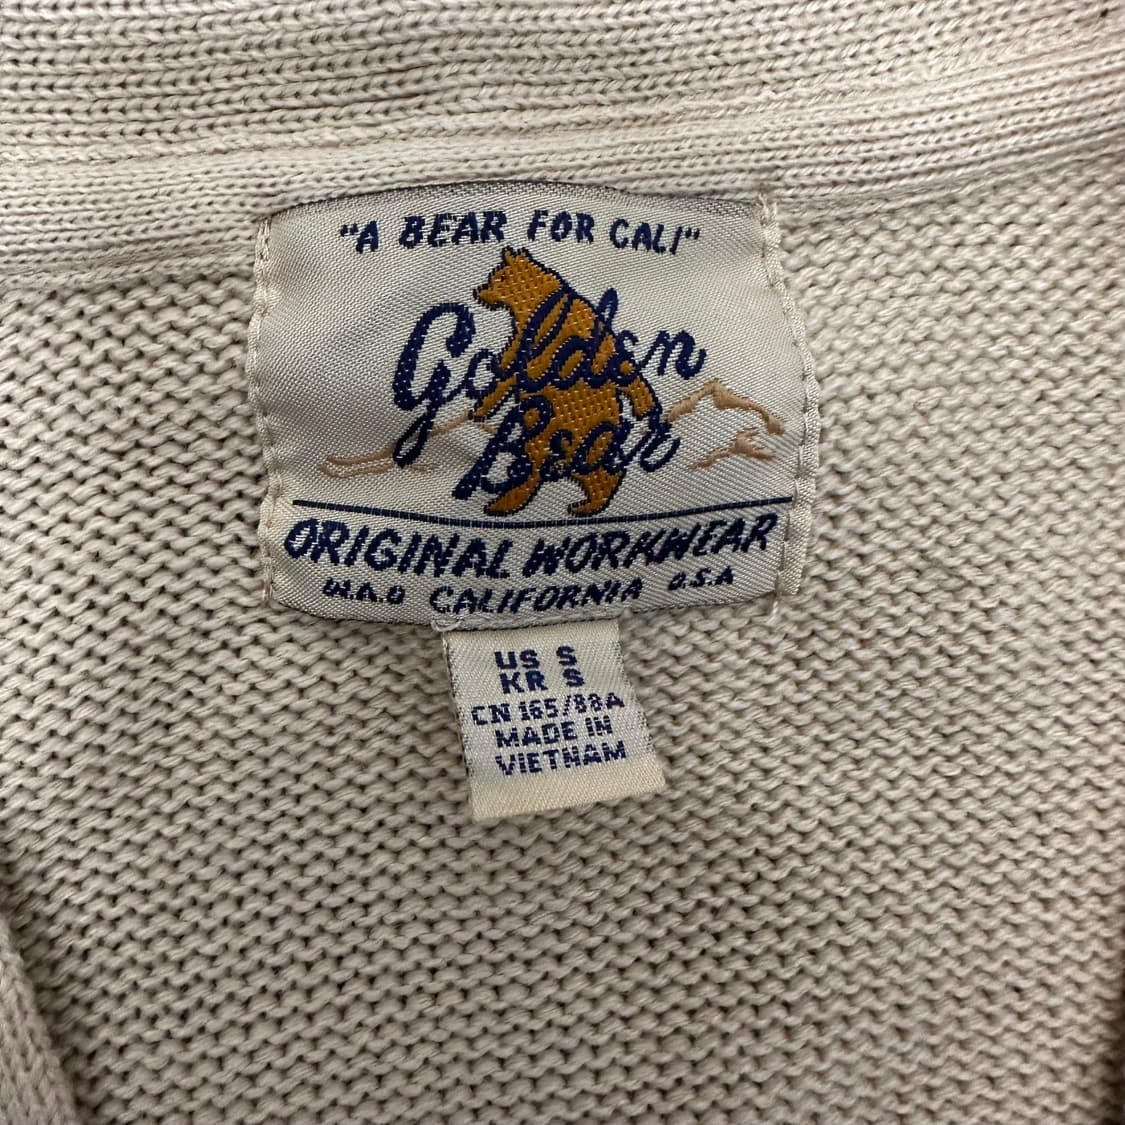 "A BEAR FOR CALI"
Golden
Bear
ORIGINAL WORKWEAR
CALIFORNIA U.S.A
US S
KR S
CN 165/88A
MADE IN
VIETNAM